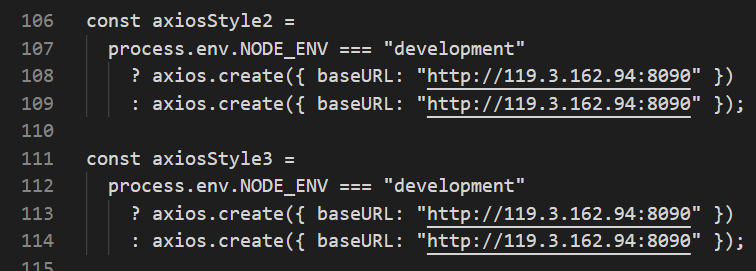 106 const axiosStyle2 =
107 process.env.NODE_ENV === "development"
108 ? axios.create({ baseURL: "http://119.3.162.94:8090" })
109 : axios.create({ baseURL: "http://119.3.162.94:8090" });
110
111 const axiosStyle3 =
112 process.env.NODE_ENV === "development"
113 ? axios.create({ baseURL: "http://119.3.162.94:8090" })
114 : axios.create({ baseURL: "http://119.3.162.94:8090" });
115